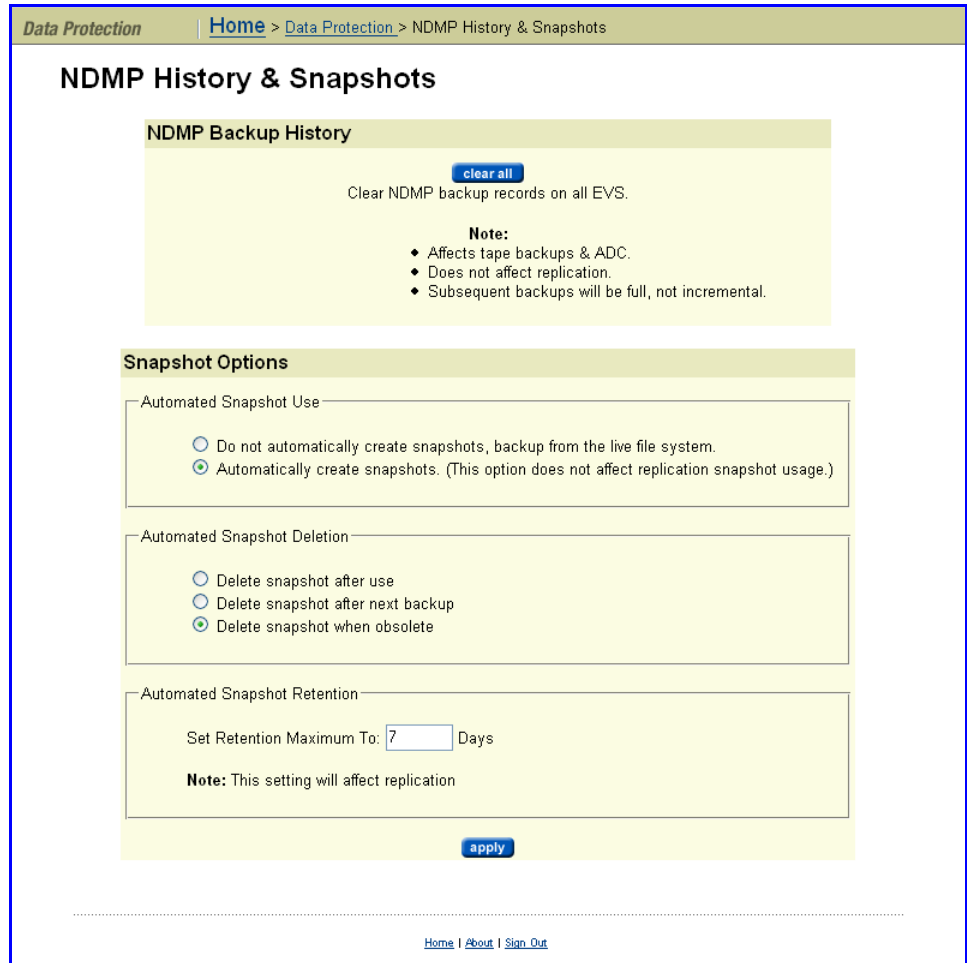 Data Protection
Home > Data Protection > NDMP History & Snapshots
NDMP History & Snapshots
NDMP Backup History
clear all
Clear NDMP backup records on all EVS.
Note:
Affects tape backups & ADC.
Does not affect replication.
Subsequent backups will be full, not incremental.
Snapshot Options
Automated Snapshot Use
Do not automatically create snapshots, backup from the live file system.
Automatically create snapshots. (This option does not affect replication snapshot usage.)
Automated Snapshot Deletion
Delete snapshot after use
Delete snapshot after next backup
Delete snapshot when obsolete
Automated Snapshot Retention
Set Retention Maximum To: 7 Days
Note: This setting will affect replication
apply
Home | About | Sign Out